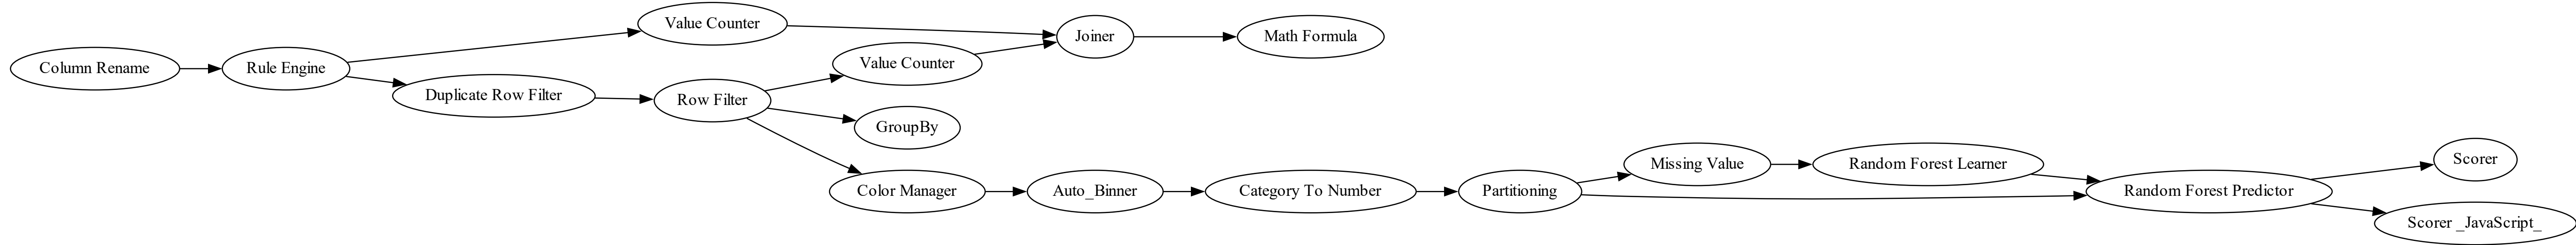 Column Rename
Rule Engine
Value Counter
Duplicate Row Filter
Row Filter
Value Counter
GroupBy
Color Manager
Joiner
Math Formula
Auto_Binner
Category To Number
Partitioning
Missing Value
Random Forest Learner
Random Forest Predictor
Scorer
Scorer _JavaScript_